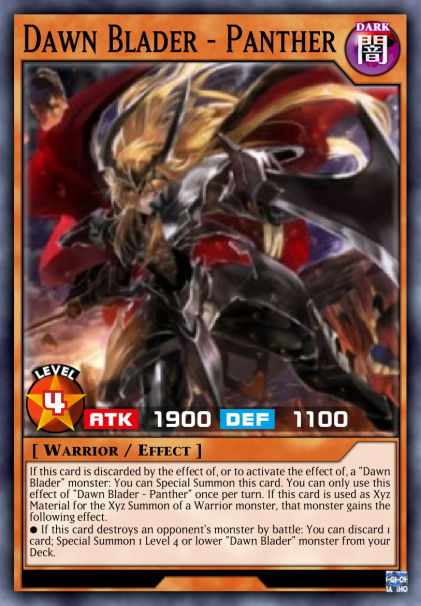 Dawn Blader - Panther
DARK
闇
LEVEL
4
ATK 1900 DEF 1100
[ Warrior / Effect ]
If this card is discarded by the effect of, or to activate the effect of, a "Dawn
Blader" monster: You can Special Summon this card. You can only use this
effect of "Dawn Blader - Panther" once per turn. If this card is used as Xyz
Material for the Xyz Summon of a Warrior monster, that monster gains the
following effect.
● If this card destroys an opponent's monster by battle: You can discard 1
card; Special Summon 1 Level 4 or lower "Dawn Blader" monster from your
Deck.